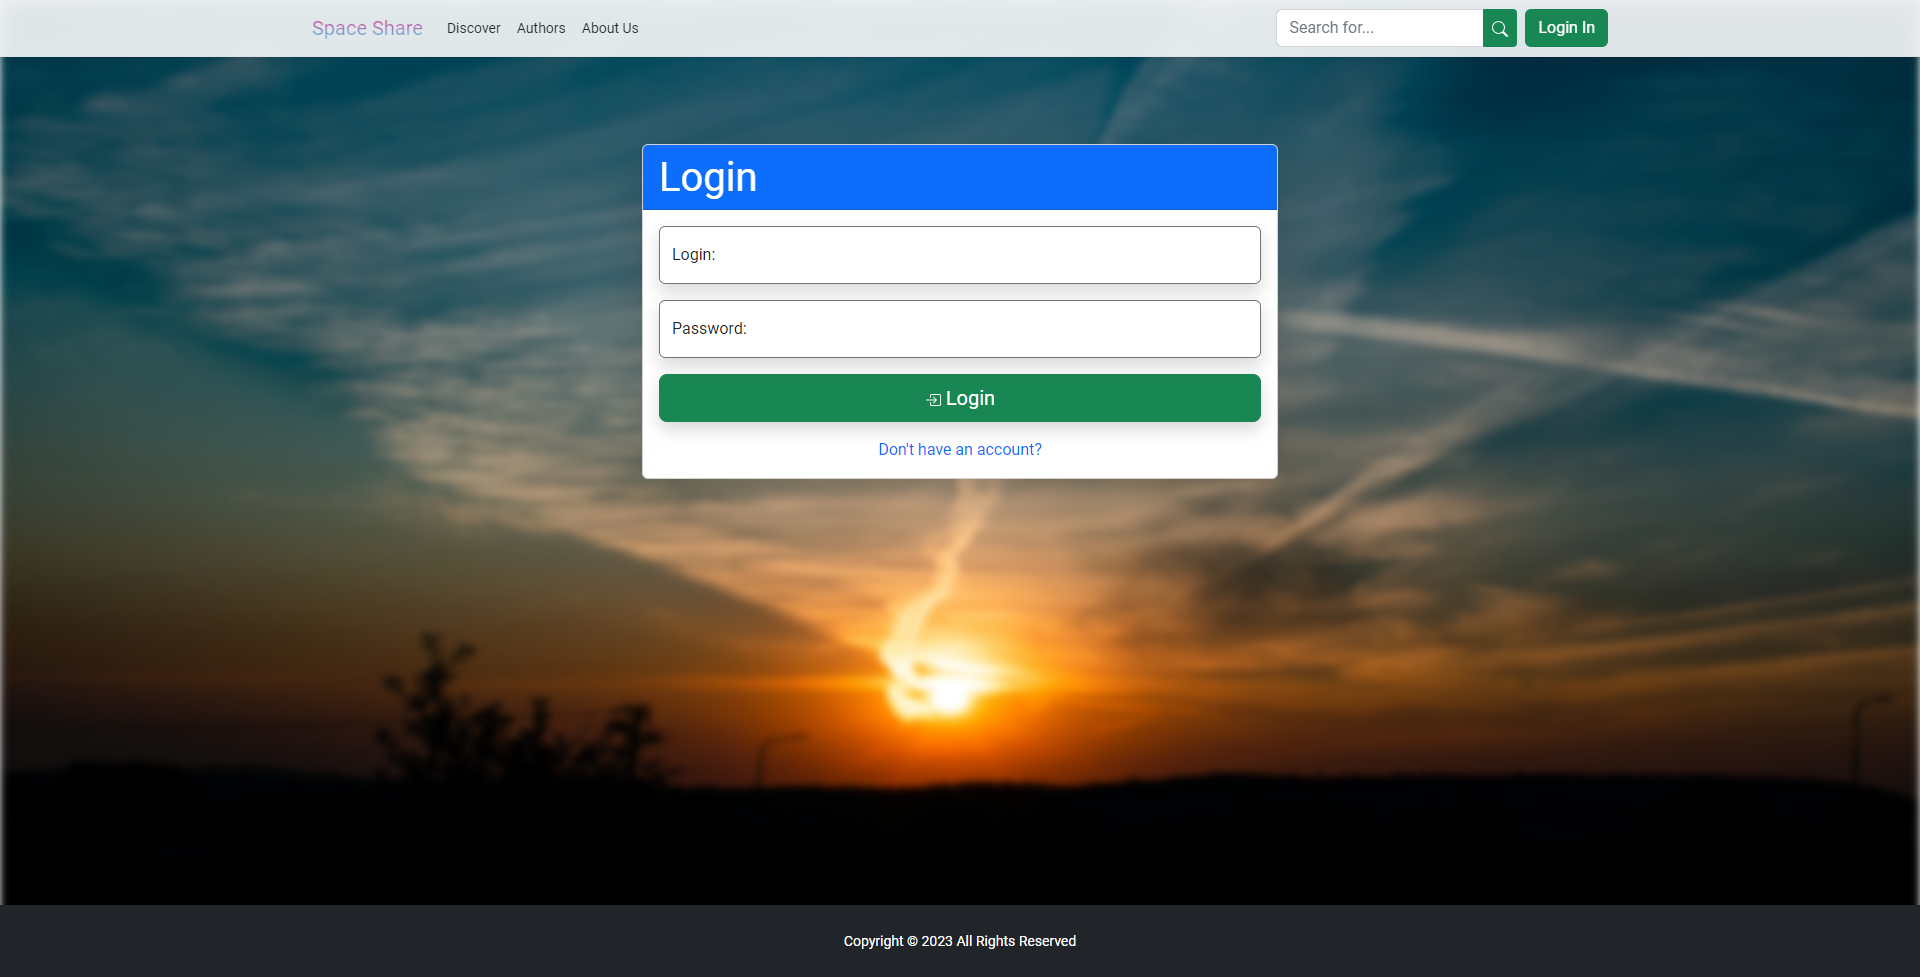 Space Share Discover Authors About Us Search for... Login In
Login
Login:
Password:
Login
Don't have an account?
Copyright © 2023 All Rights Reserved